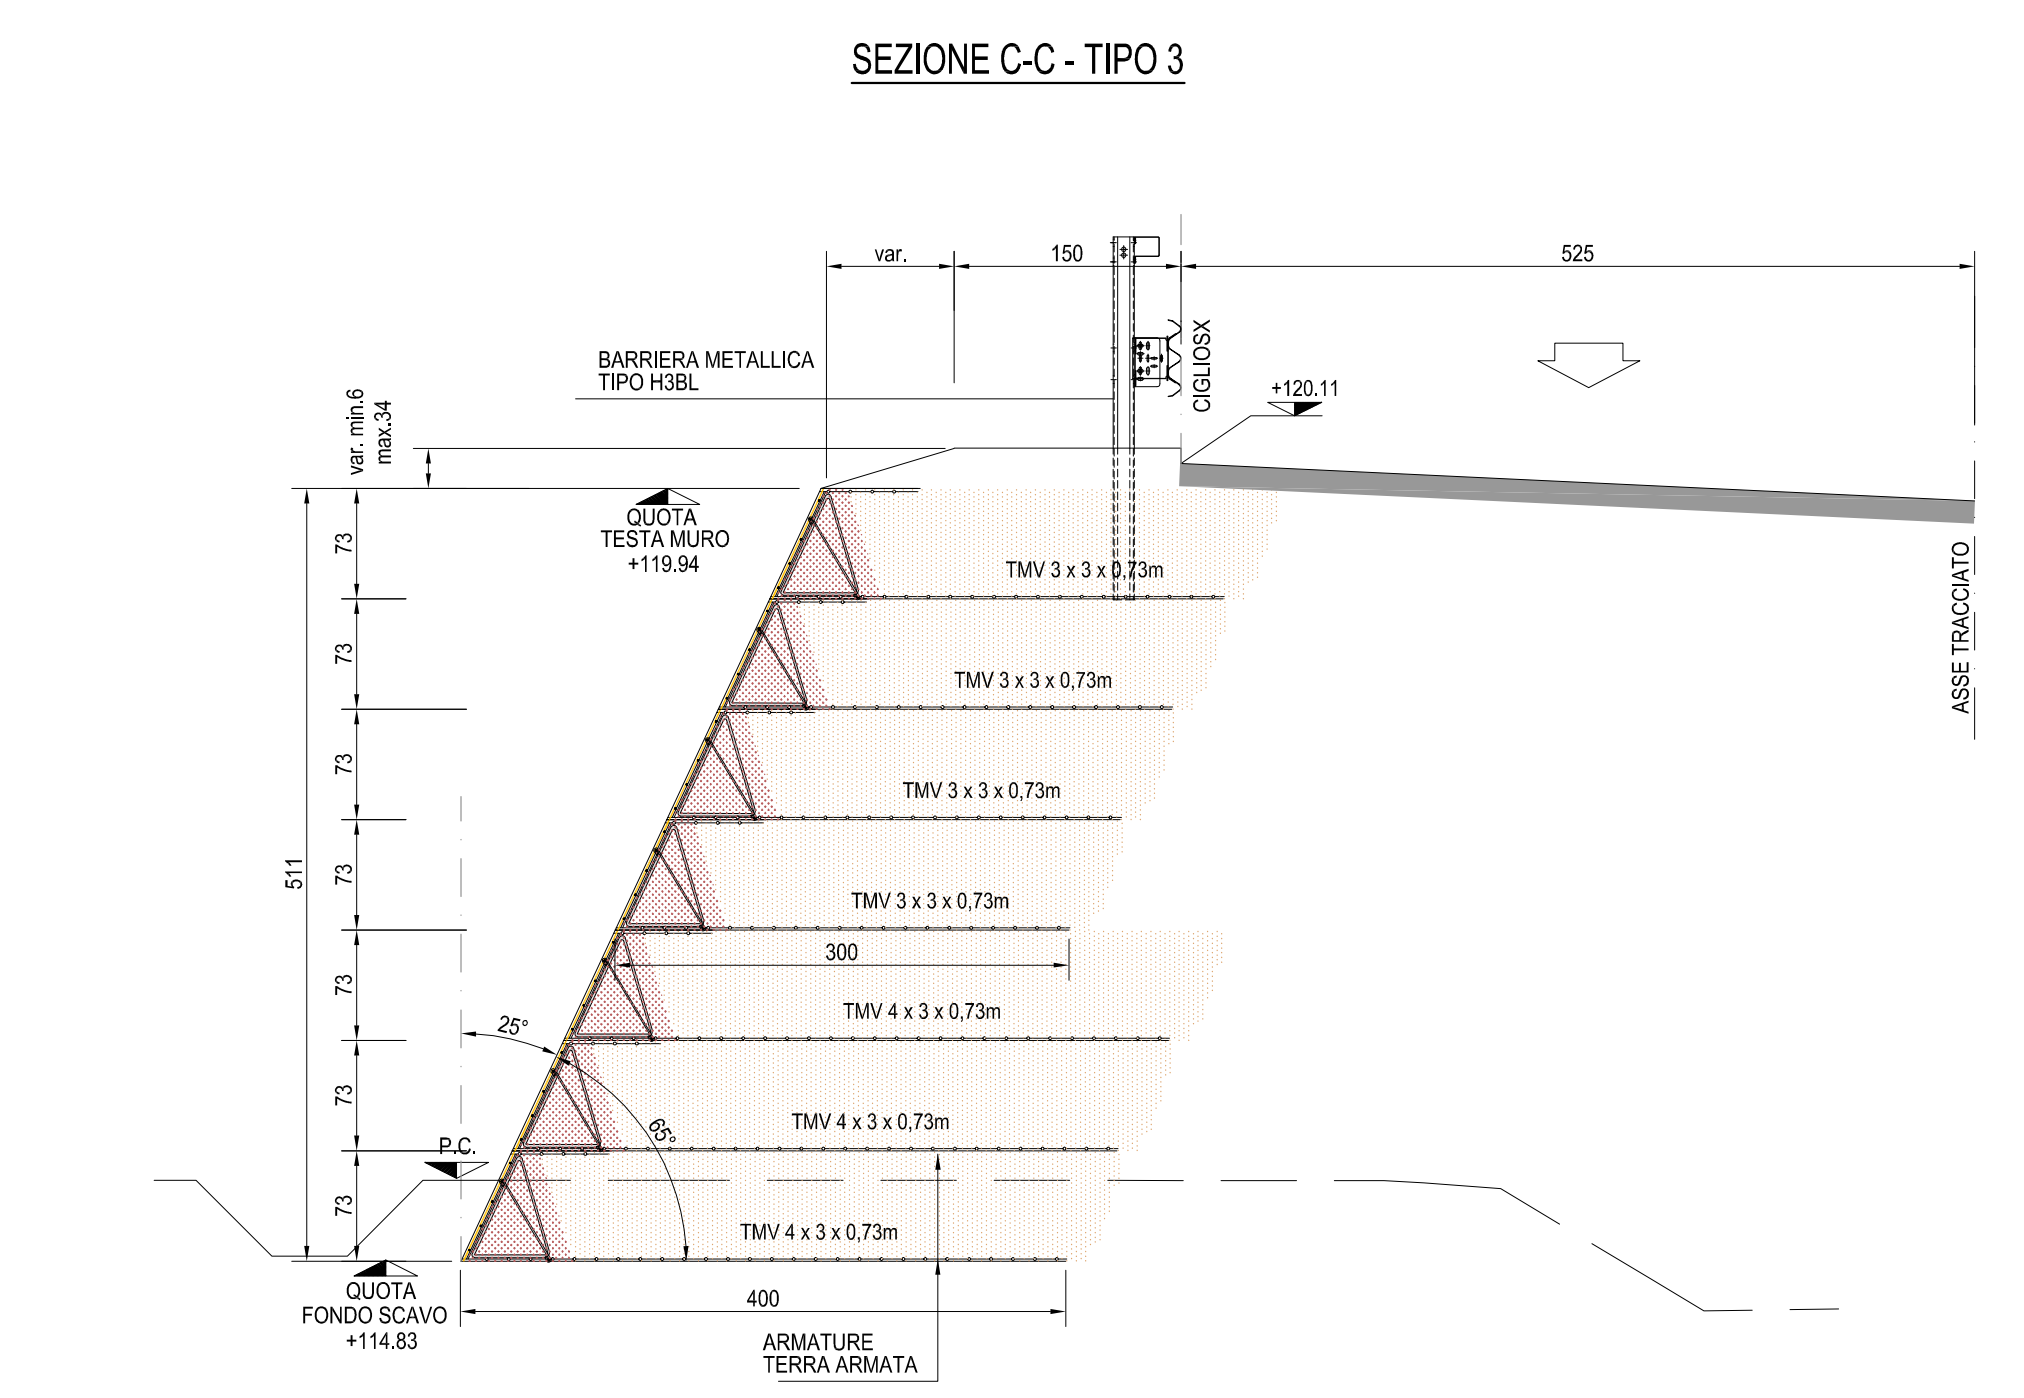 SEZIONE C-C - TIPO 3
var.
150
525
BARRIERA METALLICA
TIPO H3BL
CIGLIOSX
+120.11
var. min.6
max.34
QUOTA
TESTA MURO
+119.94
73
TMV 3 x 3 x 0,73m
ASSE TRACCIATO
73
TMV 3 x 3 x 0,73m
73
TMV 3 x 3 x 0,73m
511
73
TMV 3 x 3 x 0,73m
300
73
TMV 4 x 3 x 0,73m
25°
73
TMV 4 x 3 x 0,73m
65°
P.C.
73
TMV 4 x 3 x 0,73m
QUOTA
FONDO SCAVO
+114.83
400
ARMATURE
TERRA ARMATA